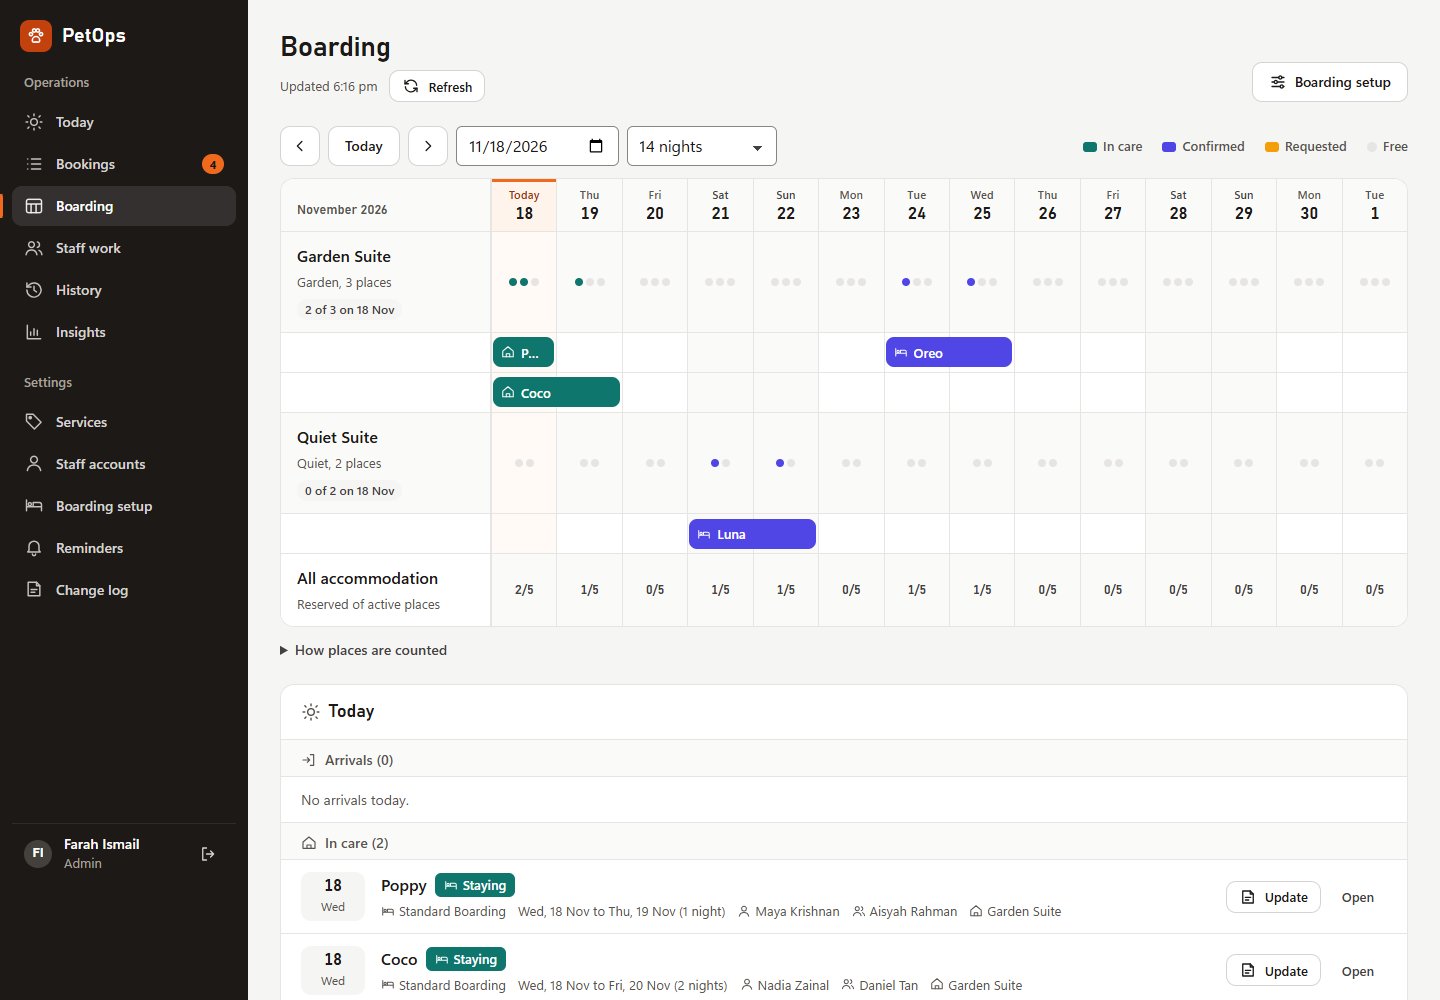 PetOps
Operations
Today
Bookings 4
Boarding
Staff work
History
Insights
Settings
Services
Staff accounts
Boarding setup
Reminders
Change log
FI Farah Ismail
Admin
Boarding
Updated 6:16 pm Refresh
Boarding setup
Today 11/18/2026 14 nights
In care Confirmed Requested Free
November 2026
Today Thu Fri Sat Sun Mon Tue Wed Thu Fri Sat Sun Mon Tue
18 19 20 21 22 23 24 25 26 27 28 29 30 1
Garden Suite
Garden, 3 places
2 of 3 on 18 Nov
P... Oreo
Coco
Quiet Suite
Quiet, 2 places
0 of 2 on 18 Nov
Luna
All accommodation
Reserved of active places
2/5 1/5 0/5 1/5 1/5 0/5 1/5 1/5 0/5 0/5 0/5 0/5 0/5 0/5
How places are counted
Today
Arrivals (0)
No arrivals today.
In care (2)
18 Wed
Poppy Staying
Standard Boarding Wed, 18 Nov to Thu, 19 Nov (1 night) Maya Krishnan Aisyah Rahman Garden Suite
Update Open
18 Wed
Coco Staying
Standard Boarding Wed, 18 Nov to Fri, 20 Nov (2 nights) Nadia Zainal Daniel Tan Garden Suite
Update Open